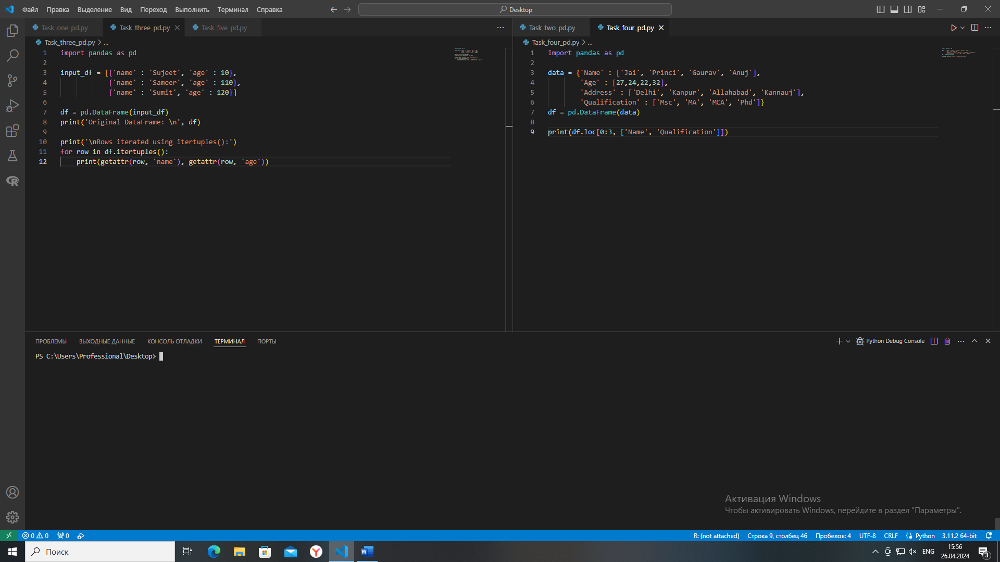 Файл Правка Выделение Вид Переход Выполнить Терминал Справка
Desktop
Task_one_pd.py Task_three_pd.py Task_five_pd.py
Task_three_pd.py > ...
1 import pandas as pd
2
3 input_df = [{'name' : 'Sujeet', 'age' : 10},
4 {'name' : 'Sameer', 'age' : 110},
5 {'name' : 'Sumit', 'age' : 120}]
6
7 df = pd.DataFrame(input_df)
8 print('Original DataFrame: \n', df)
9
10 print('\nRows iterated using itertuples():')
11 for row in df.itertuples():
12 print(getattr(row, 'name'), getattr(row, 'age'))
Task_two_pd.py Task_four_pd.py
Task_four_pd.py > ...
1 import pandas as pd
2
3 data = {'Name' : ['Jai', 'Princi', 'Gaurav', 'Anuj'],
4 'Age' : [27,24,22,32],
5 'Address' : ['Delhi', 'Kanpur', 'Allahabad', 'Kannauj'],
6 'Qualification' : ['Msc', 'MA', 'MCA', 'Phd']}
7 df = pd.DataFrame(data)
8
9 print(df.loc[0:3, ['Name', 'Qualification']])
ПРОБЛЕМЫ ВЫХОДНЫЕ ДАННЫЕ КОНСОЛЬ ОТЛАДКИ ТЕРМИНАЛ ПОРТЫ
Python Debug Console
PS C:\Users\Professional\Desktop>
Активация Windows
Чтобы активировать Windows, перейдите в раздел "Параметры".
0 0 0
R: (not attached) Строка 9, столбец 46 Пробелов: 4 UTF-8 CRLF Python 3.11.2 64-bit
Поиск
ENG
15:56
26.04.2024
3